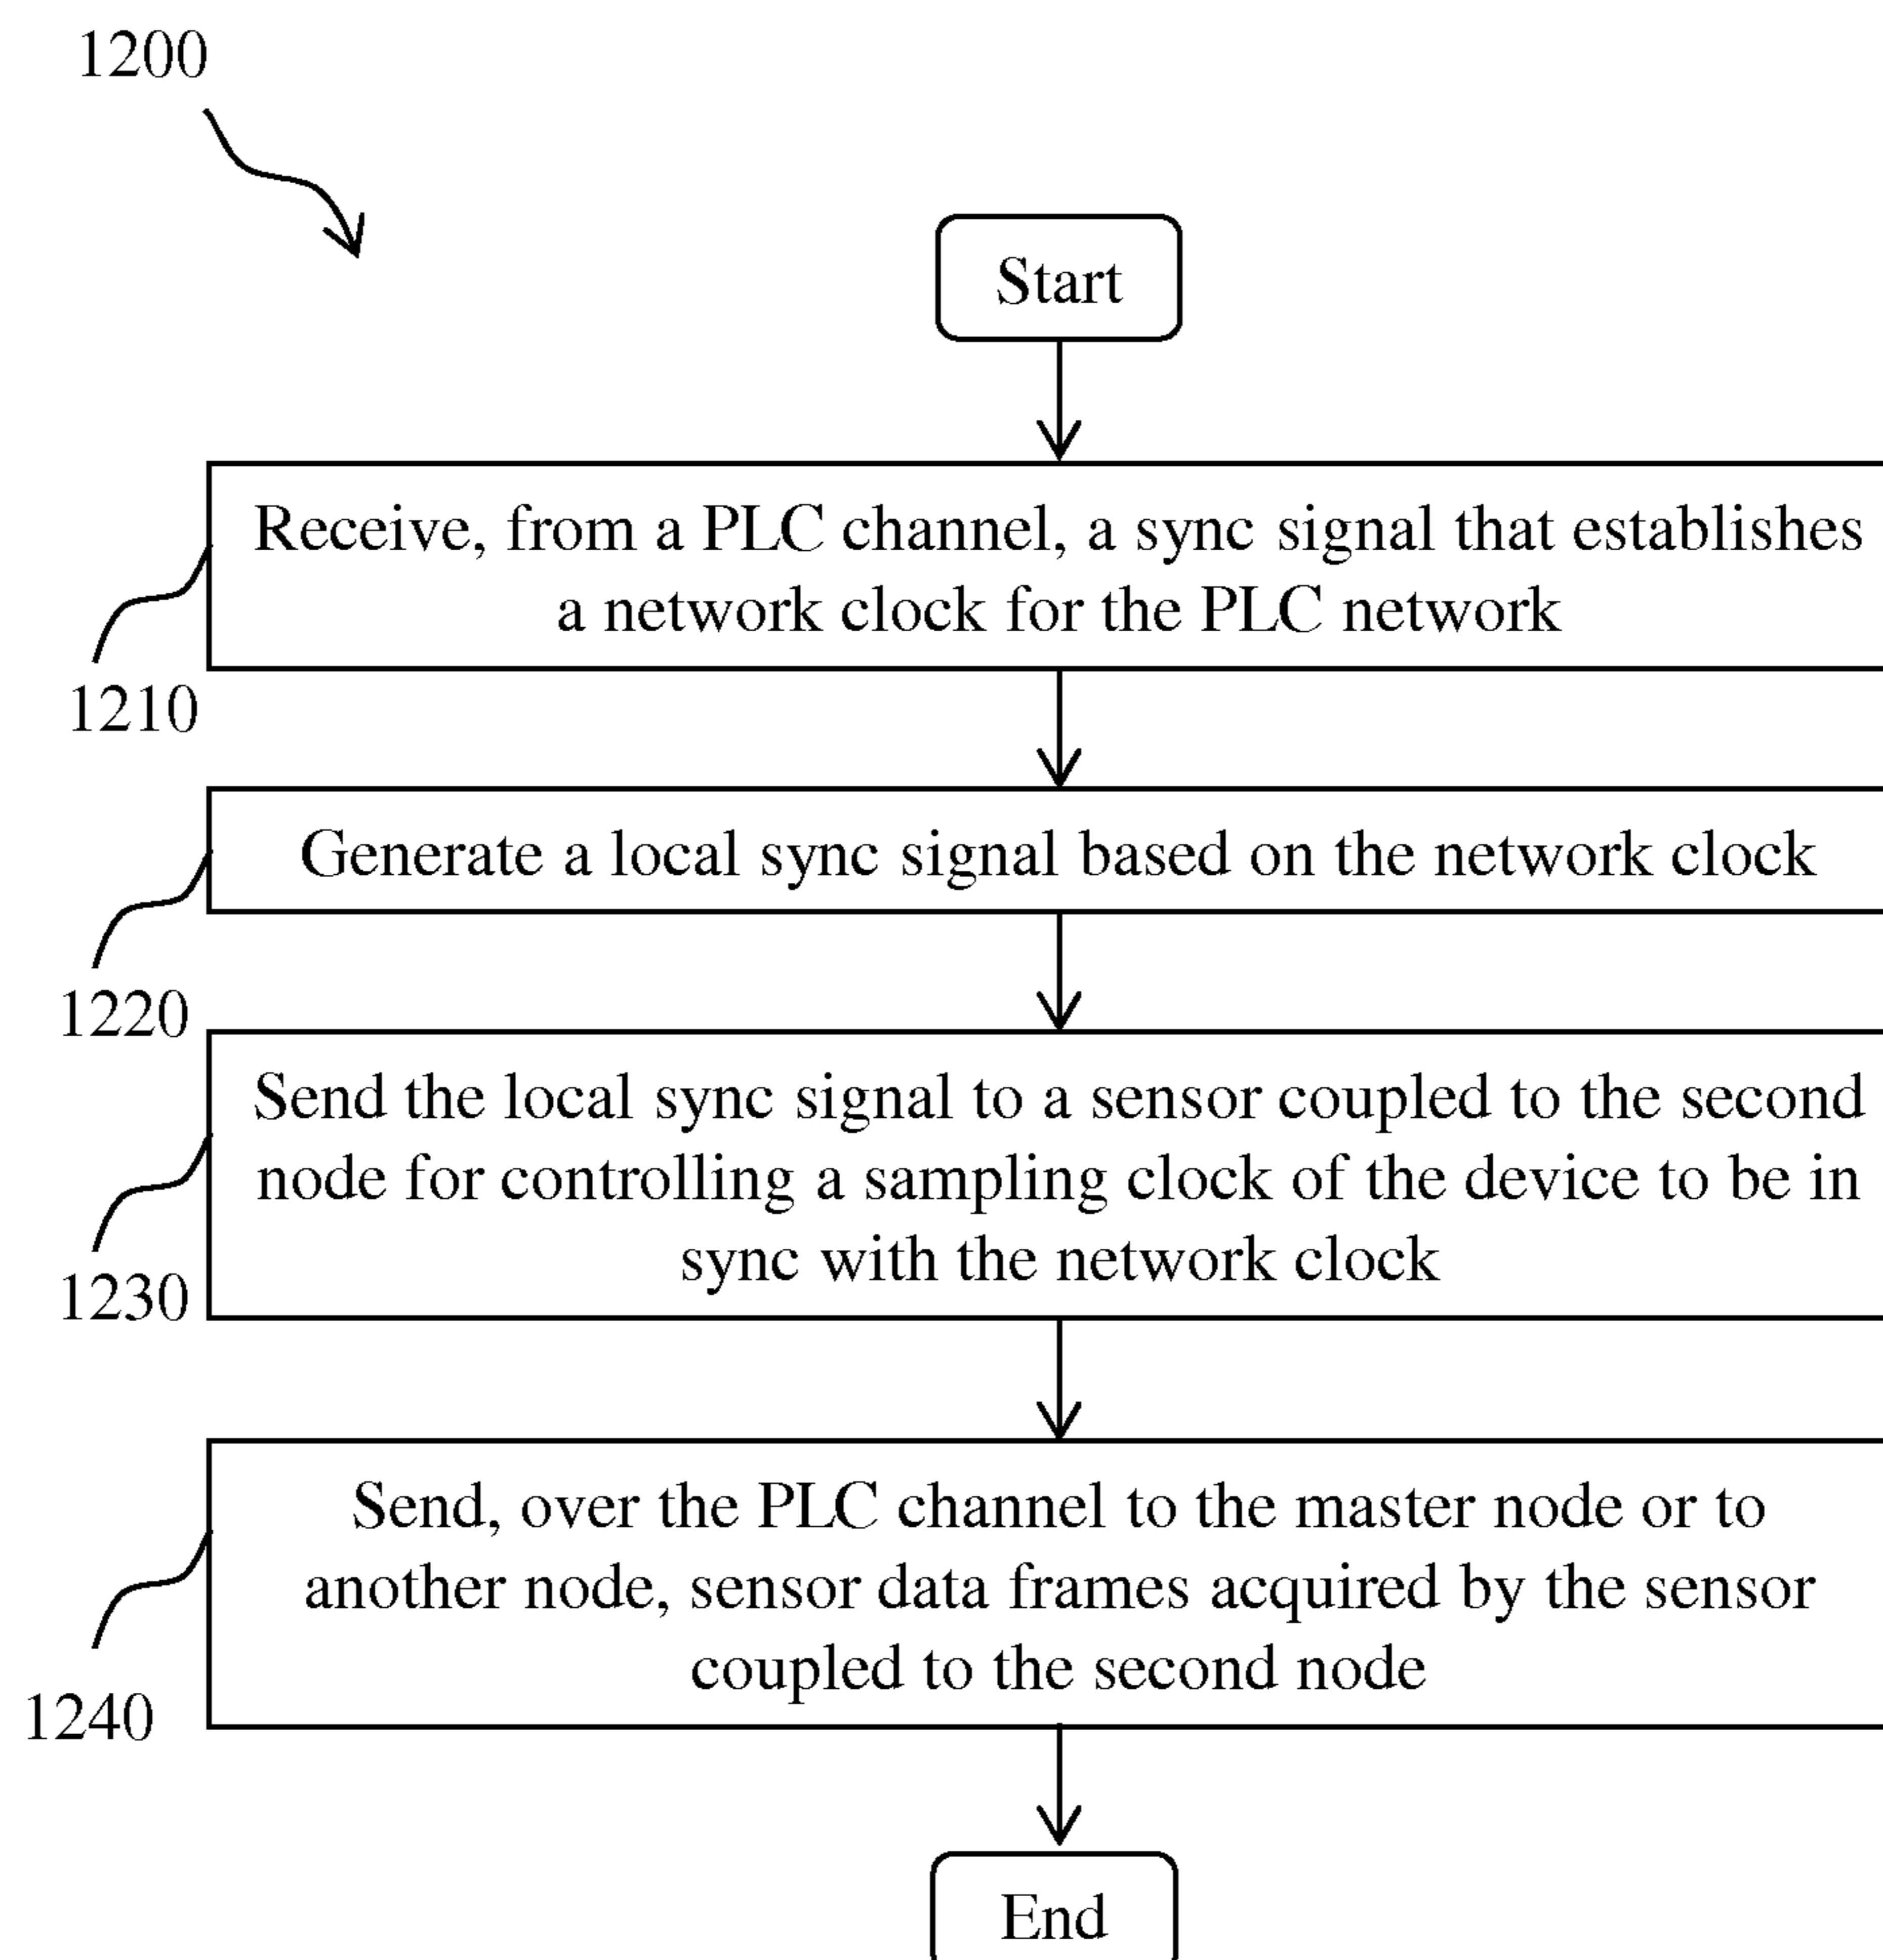 1200
Start
Receive, from a PLC channel, a sync signal that establishes
a network clock for the PLC network
1210
Generate a local sync signal based on the network clock
1220
Send the local sync signal to a sensor coupled to the second
node for controlling a sampling clock of the device to be in
sync with the network clock
1230
Send, over the PLC channel to the master node or to
another node, sensor data frames acquired by the sensor
coupled to the second node
1240
End